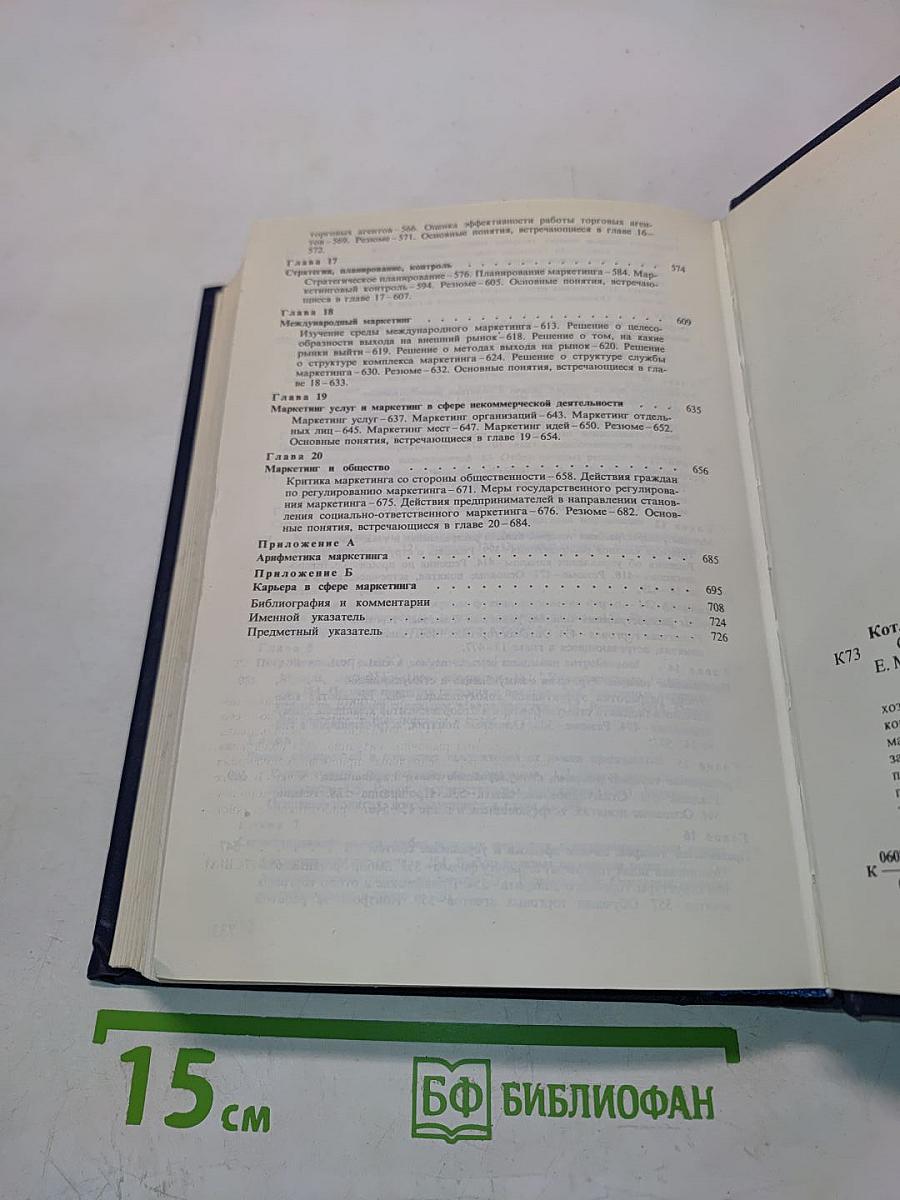 торговых агентов–566. Оценка эффективности работы торговых аген-
тов–569. Резюме–571. Основные понятия, встречающиеся в главе 16–
572.
Глава 17
Стратегия, планирование, контроль . . . . . . . . . . . . . . . 574
Стратегическое планирование–576. Планирование маркетинга–584. Мар-
кетинговый контроль–594. Резюме–605. Основные понятия, встречаю-
щиеся в главе 17–607.
Глава 18
Международный маркетинг . . . . . . . . . . . . . . . . . . 609
Изучение среды международного маркетинга–613. Решение о целесо-
образности выхода на внешний рынок–618. Решение о том, на какие
рынки выйти–619. Решение о методах выхода на рынок–620. Решение
о структуре комплекса маркетинга–624. Решение о структуре службы
маркетинга–630. Резюме–632. Основные понятия, встречающиеся в гла-
ве 18–633.
Глава 19
Маркетинг услуг и маркетинг в сфере некоммерческой деятельности . . . 635
Маркетинг услуг–637. Маркетинг организаций–643. Маркетинг отдель-
ных лиц–645. Маркетинг мест–647. Маркетинг идей–650. Резюме–652.
Основные понятия, встречающиеся в главе 19–654.
Глава 20
Маркетинг и общество . . . . . . . . . . . . . . . . . . . 656
Критика маркетинга со стороны общественности–658. Действия граждан
по регулированию маркетинга–671. Меры государственного регулирова-
ния маркетинга–675. Действия предпринимателей в направлении станов-
ления социально-ответственного маркетинга–676. Резюме–682. Основ-
ные понятия, встречающиеся в главе 20–684.
Приложение А
Арифметика маркетинга . . . . . . . . . . . . . . . . . . . 685
Приложение Б
Карьера в сфере маркетинга . . . . . . . . . . . . . . . . . 695
Библиография и комментарии . . . . . . . . . . . . . . . . 708
Именной указатель . . . . . . . . . . . . . . . . . . . . . 724
Предметный указатель . . . . . . . . . . . . . . . . . . . . 726
Кот
К73
Е. М
хоз
ко
ма
за
п
К 060
15 см
БФ БИБЛИОФАН